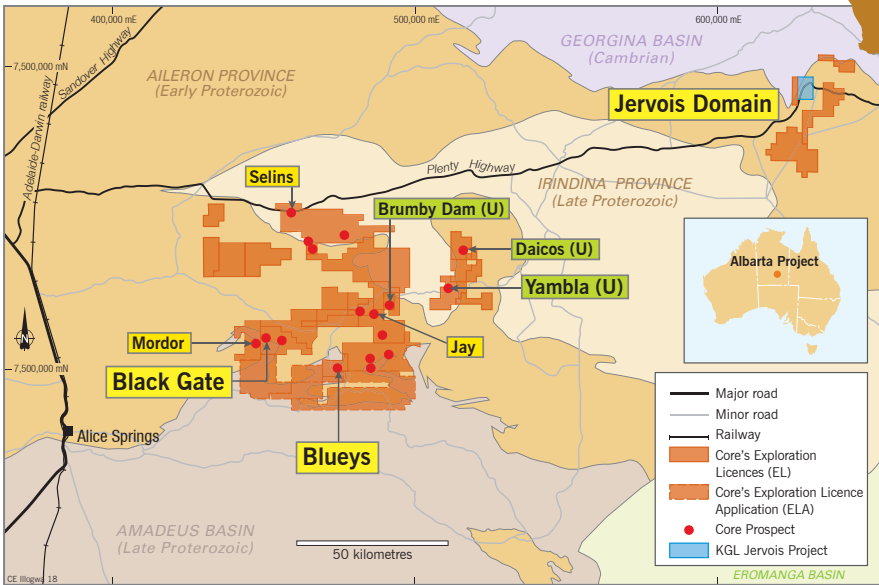 400,000 mE
500,000 mE
600,000 mE
7,500,000 mN
7,500,000 mN
Adelaide-Darwin railway
Sandover Highway
AILERON PROVINCE
(Early Proterozoic)
GEORGINA BASIN
(Cambrian)
Jervois Domain
Plenty Highway
IRINDINA PROVINCE
(Late Proterozoic)
Selins
Brumby Dam (U)
Daicos (U)
Yambla (U)
Albarta Project
N
Mordor
Jay
Black Gate
Alice Springs
Blueys
AMADEUS BASIN
(Late Proterozoic)
50 kilometres
Major road
Minor road
Railway
Core's Exploration
Licences (EL)
Core's Exploration Licence
Application (ELA)
Core Prospect
KGL Jervois Project
EROMANGA BASIN
CE Illogwa 18